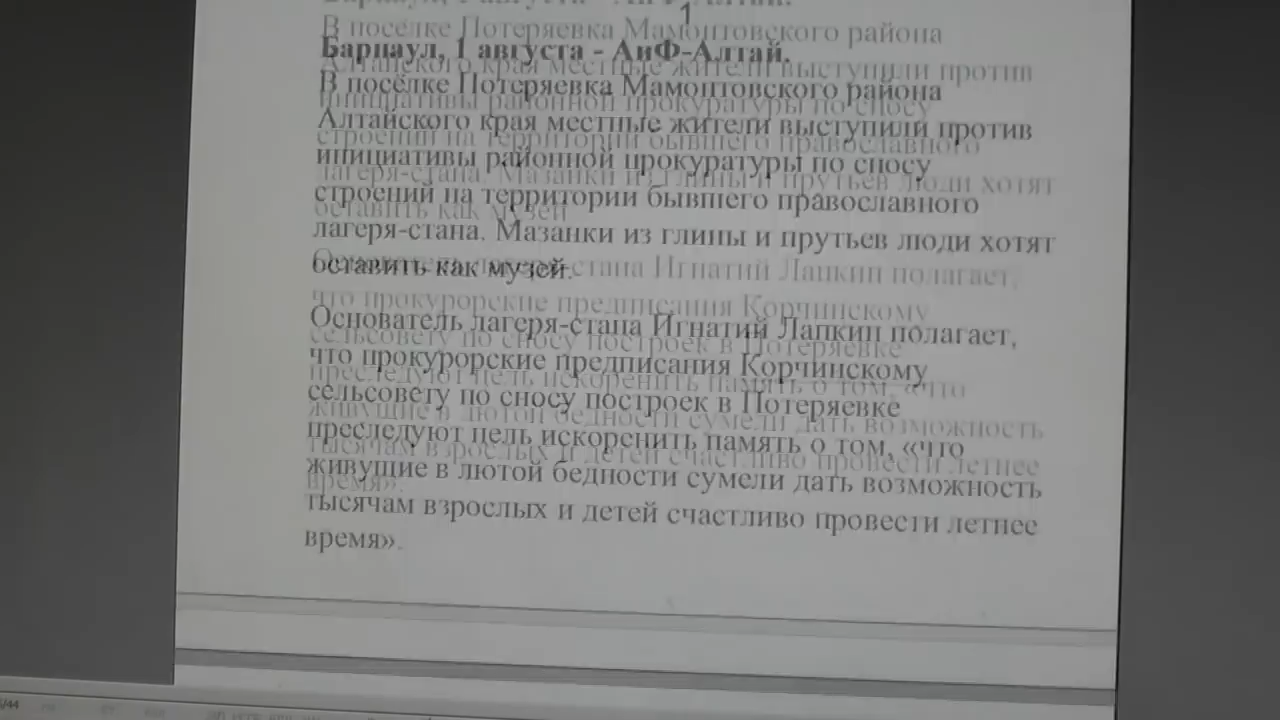 1
Барнаул, 1 августа - АиФ-Алтай.
В посёлке Потеряевка Мамонтовского района
Алтайского края местные жители выступили против
инициативы районной прокуратуры по сносу
строений на территории бывшего православного
лагеря-стана. Мазанки из глины и прутьев люди хотят
оставить как музей.
Основатель лагеря-стана Игнатий Лапкин полагает,
что прокурорские предписания Корчинскому
сельсовету по сносу построек в Потеряевке
преследуют цель искоренить память о том, «что
живущие в лютой бедности сумели дать возможность
тысячам взрослых и детей счастливо провести летнее
время».